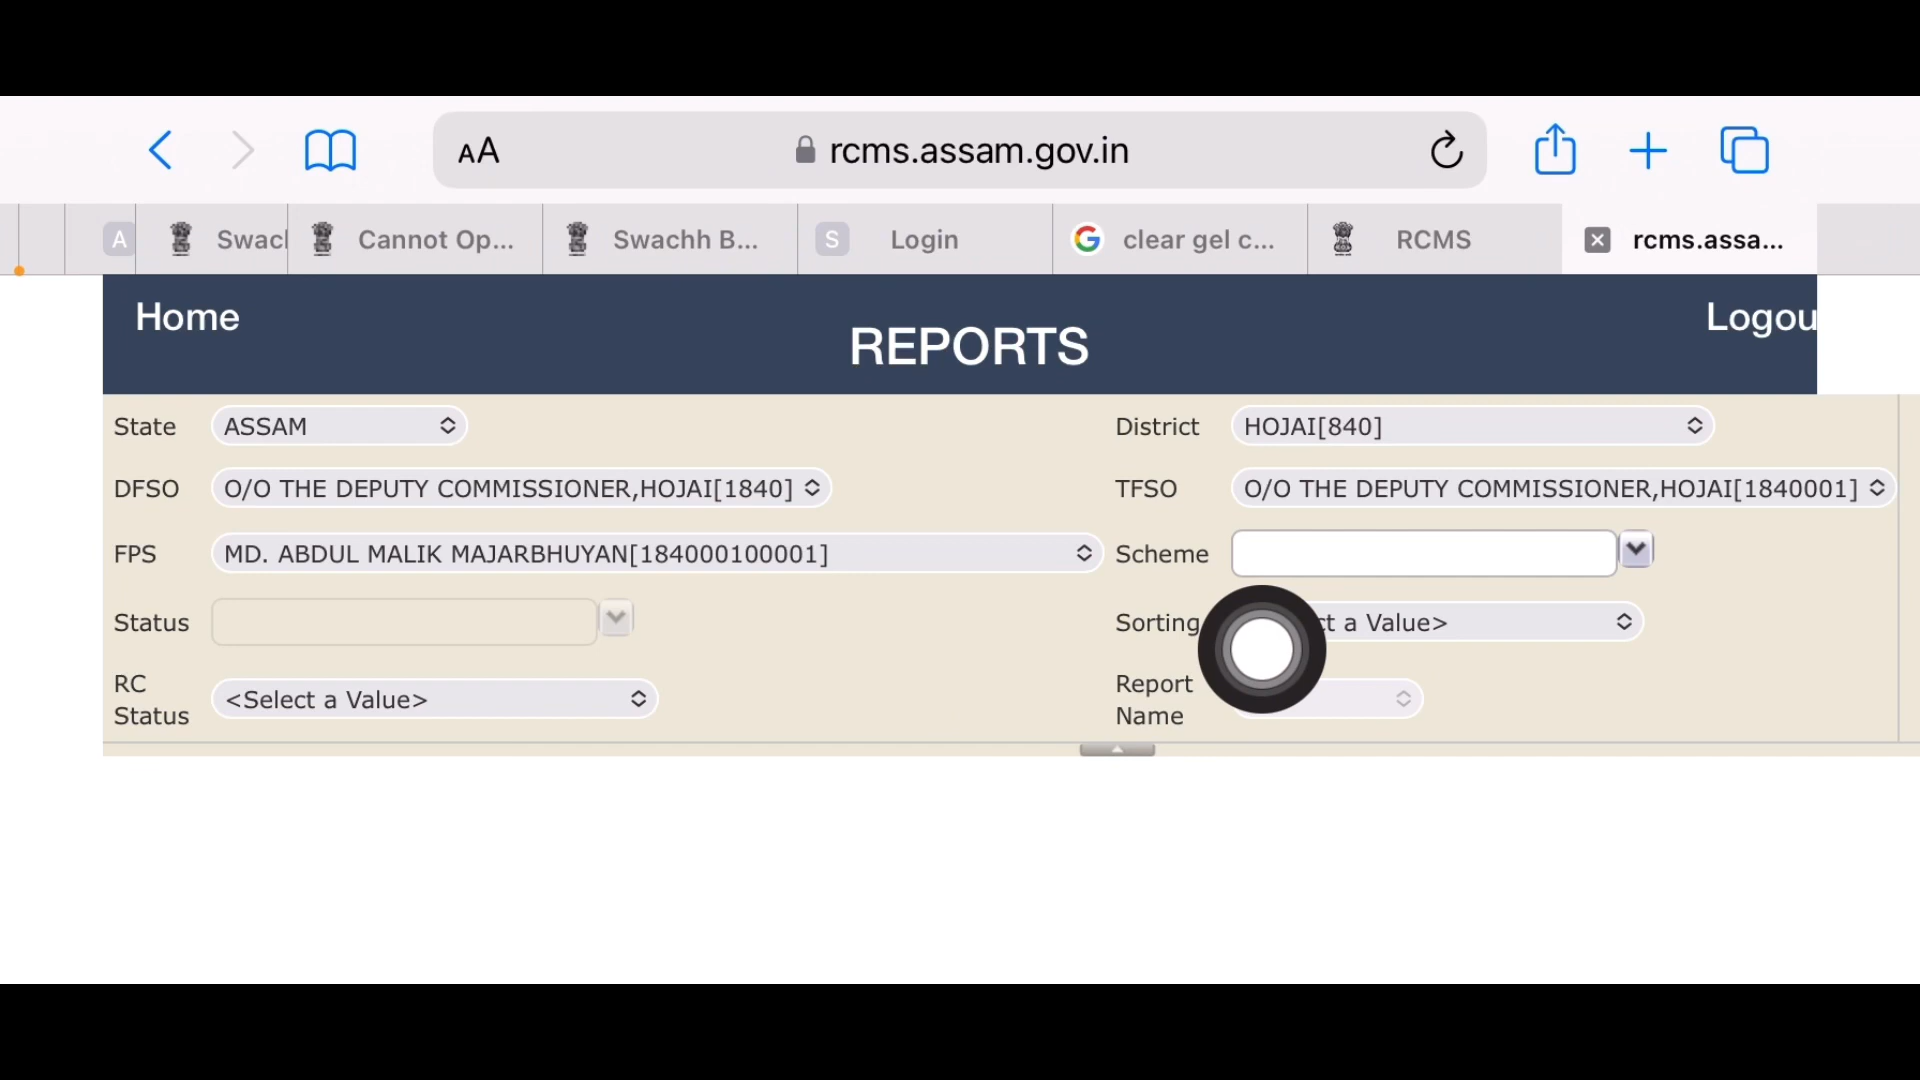 AA rcms.assam.gov.in
A Swacl Cannot Op... Swachh B... S Login G clear gel c... RCMS rcms.assa...
Home REPORTS Logou
State ASSAM District HOJAI[840]
DFSO O/O THE DEPUTY COMMISSIONER,HOJAI[1840] TFSO O/O THE DEPUTY COMMISSIONER,HOJAI[1840001]
FPS MD. ABDUL MALIK MAJARBHUYAN[184000100001] Scheme
Status Sorting ct a Value>
RC Status <Select a Value> Report Name